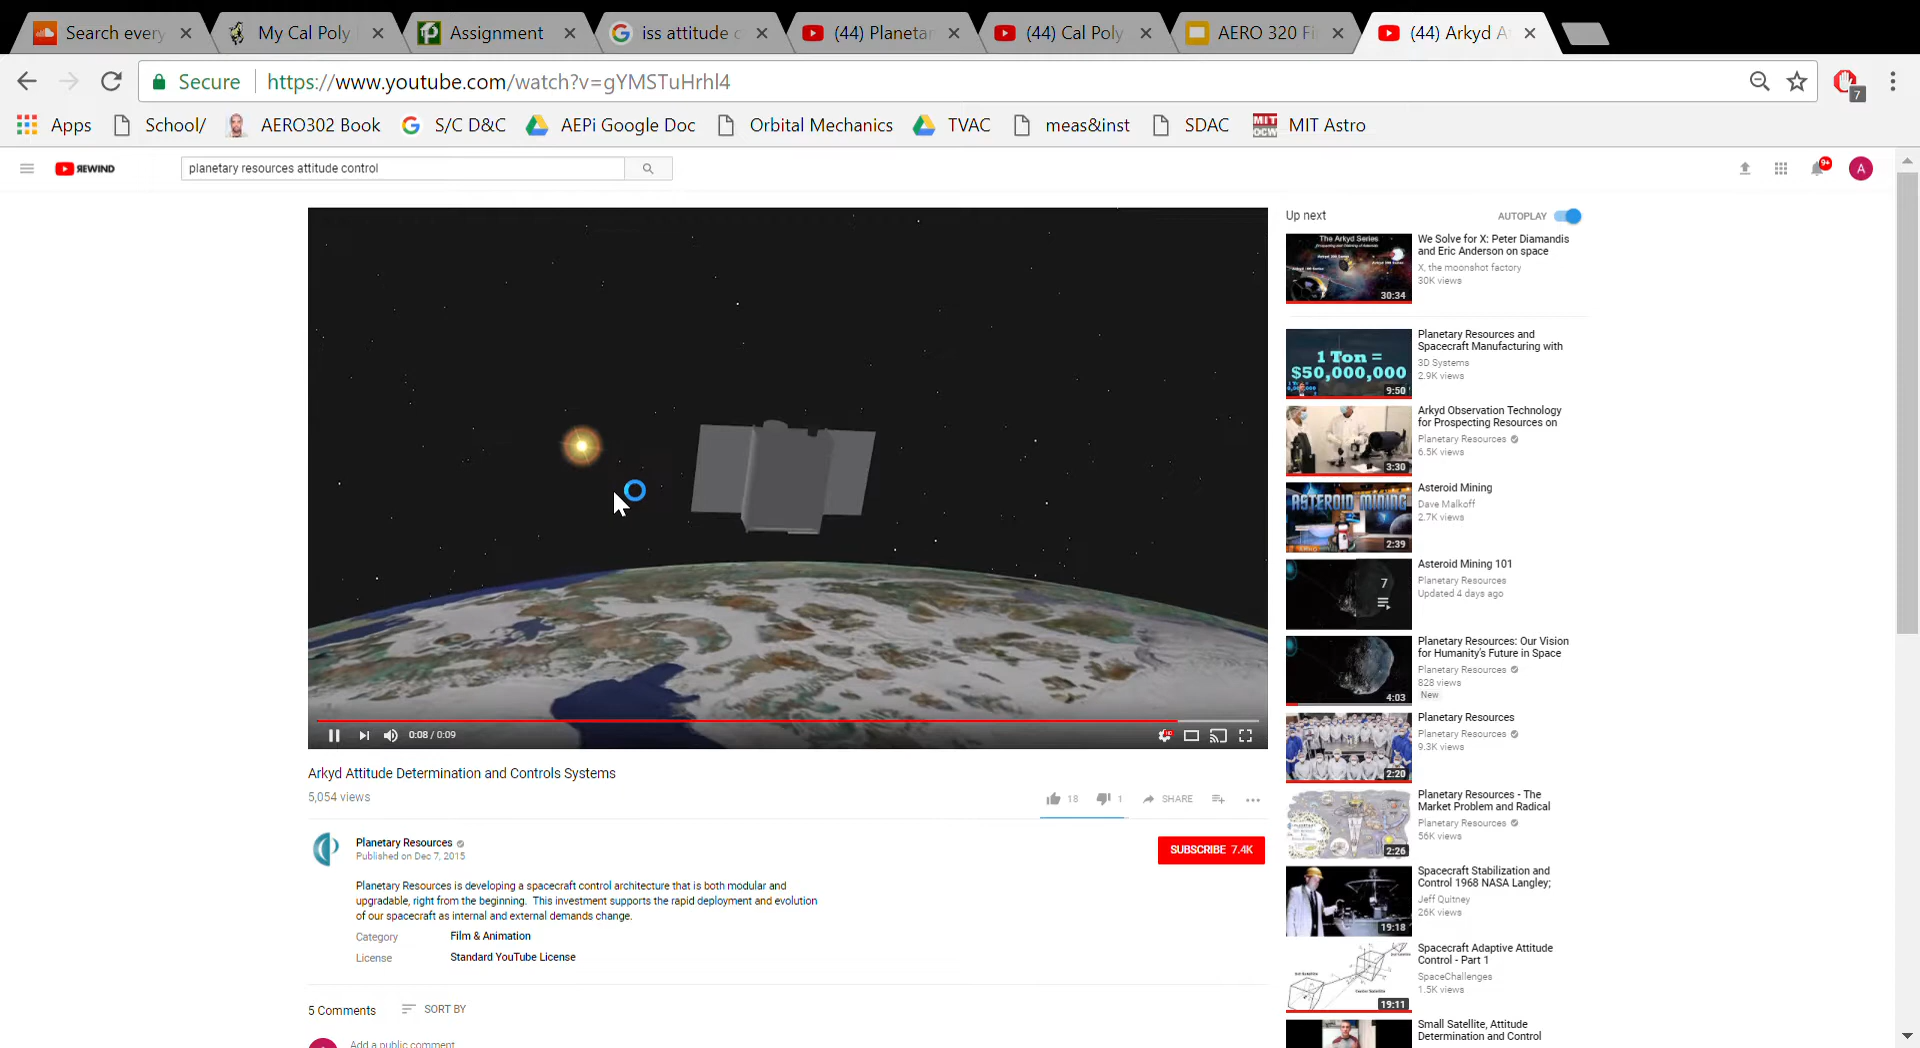 Search every
My Cal Poly
Assignment
iss attitude c
(44) Planetar
(44) Cal Poly
AERO 320 Fi
(44) Arkyd A
Secure
https://www.youtube.com/watch?v=gYMSTuHrhl4
7
Apps
School/
AERO302 Book
S/C D&C
AEPi Google Doc
Orbital Mechanics
TVAC
meas&inst
SDAC
MIT Astro
REWIND
planetary resources attitude control
9+
A
Up next
AUTOPLAY
The Arkyd Series
30:34
We Solve for X: Peter Diamandis
and Eric Anderson on space
X, the moonshot factory
30K views
1 Ton =
$50,000,000
9:50
Planetary Resources and
Spacecraft Manufacturing with
3D Systems
2.9K views
3:30
Arkyd Observation Technology
for Prospecting Resources on
Planetary Resources
6.5K views
ASTEROID MINING
2:39
Asteroid Mining
Dave Malkoff
2.7K views
7
Asteroid Mining 101
Planetary Resources
Updated 4 days ago
4:03
Planetary Resources: Our Vision
for Humanity's Future in Space
Planetary Resources
828 views
New
2:20
Planetary Resources
Planetary Resources
9.3K views
2:26
Planetary Resources - The
Market Problem and Radical
Planetary Resources
56K views
19:18
Spacecraft Stabilization and
Control 1968 NASA Langley;
Jeff Quitney
26K views
19:11
Spacecraft Adaptive Attitude
Control - Part 1
SpaceChallenges
1.5K views
Small Satellite, Attitude
Determination and Control
0:08 / 0:09
HD
Arkyd Attitude Determination and Controls Systems
5,054 views
18
1
SHARE
Planetary Resources
Published on Dec 7, 2015
SUBSCRIBE 7.4K
Planetary Resources is developing a spacecraft control architecture that is both modular and
upgradable, right from the beginning. This investment supports the rapid deployment and evolution
of our spacecraft as internal and external demands change.
Category
Film & Animation
License
Standard YouTube License
5 Comments
SORT BY
Add a public comment